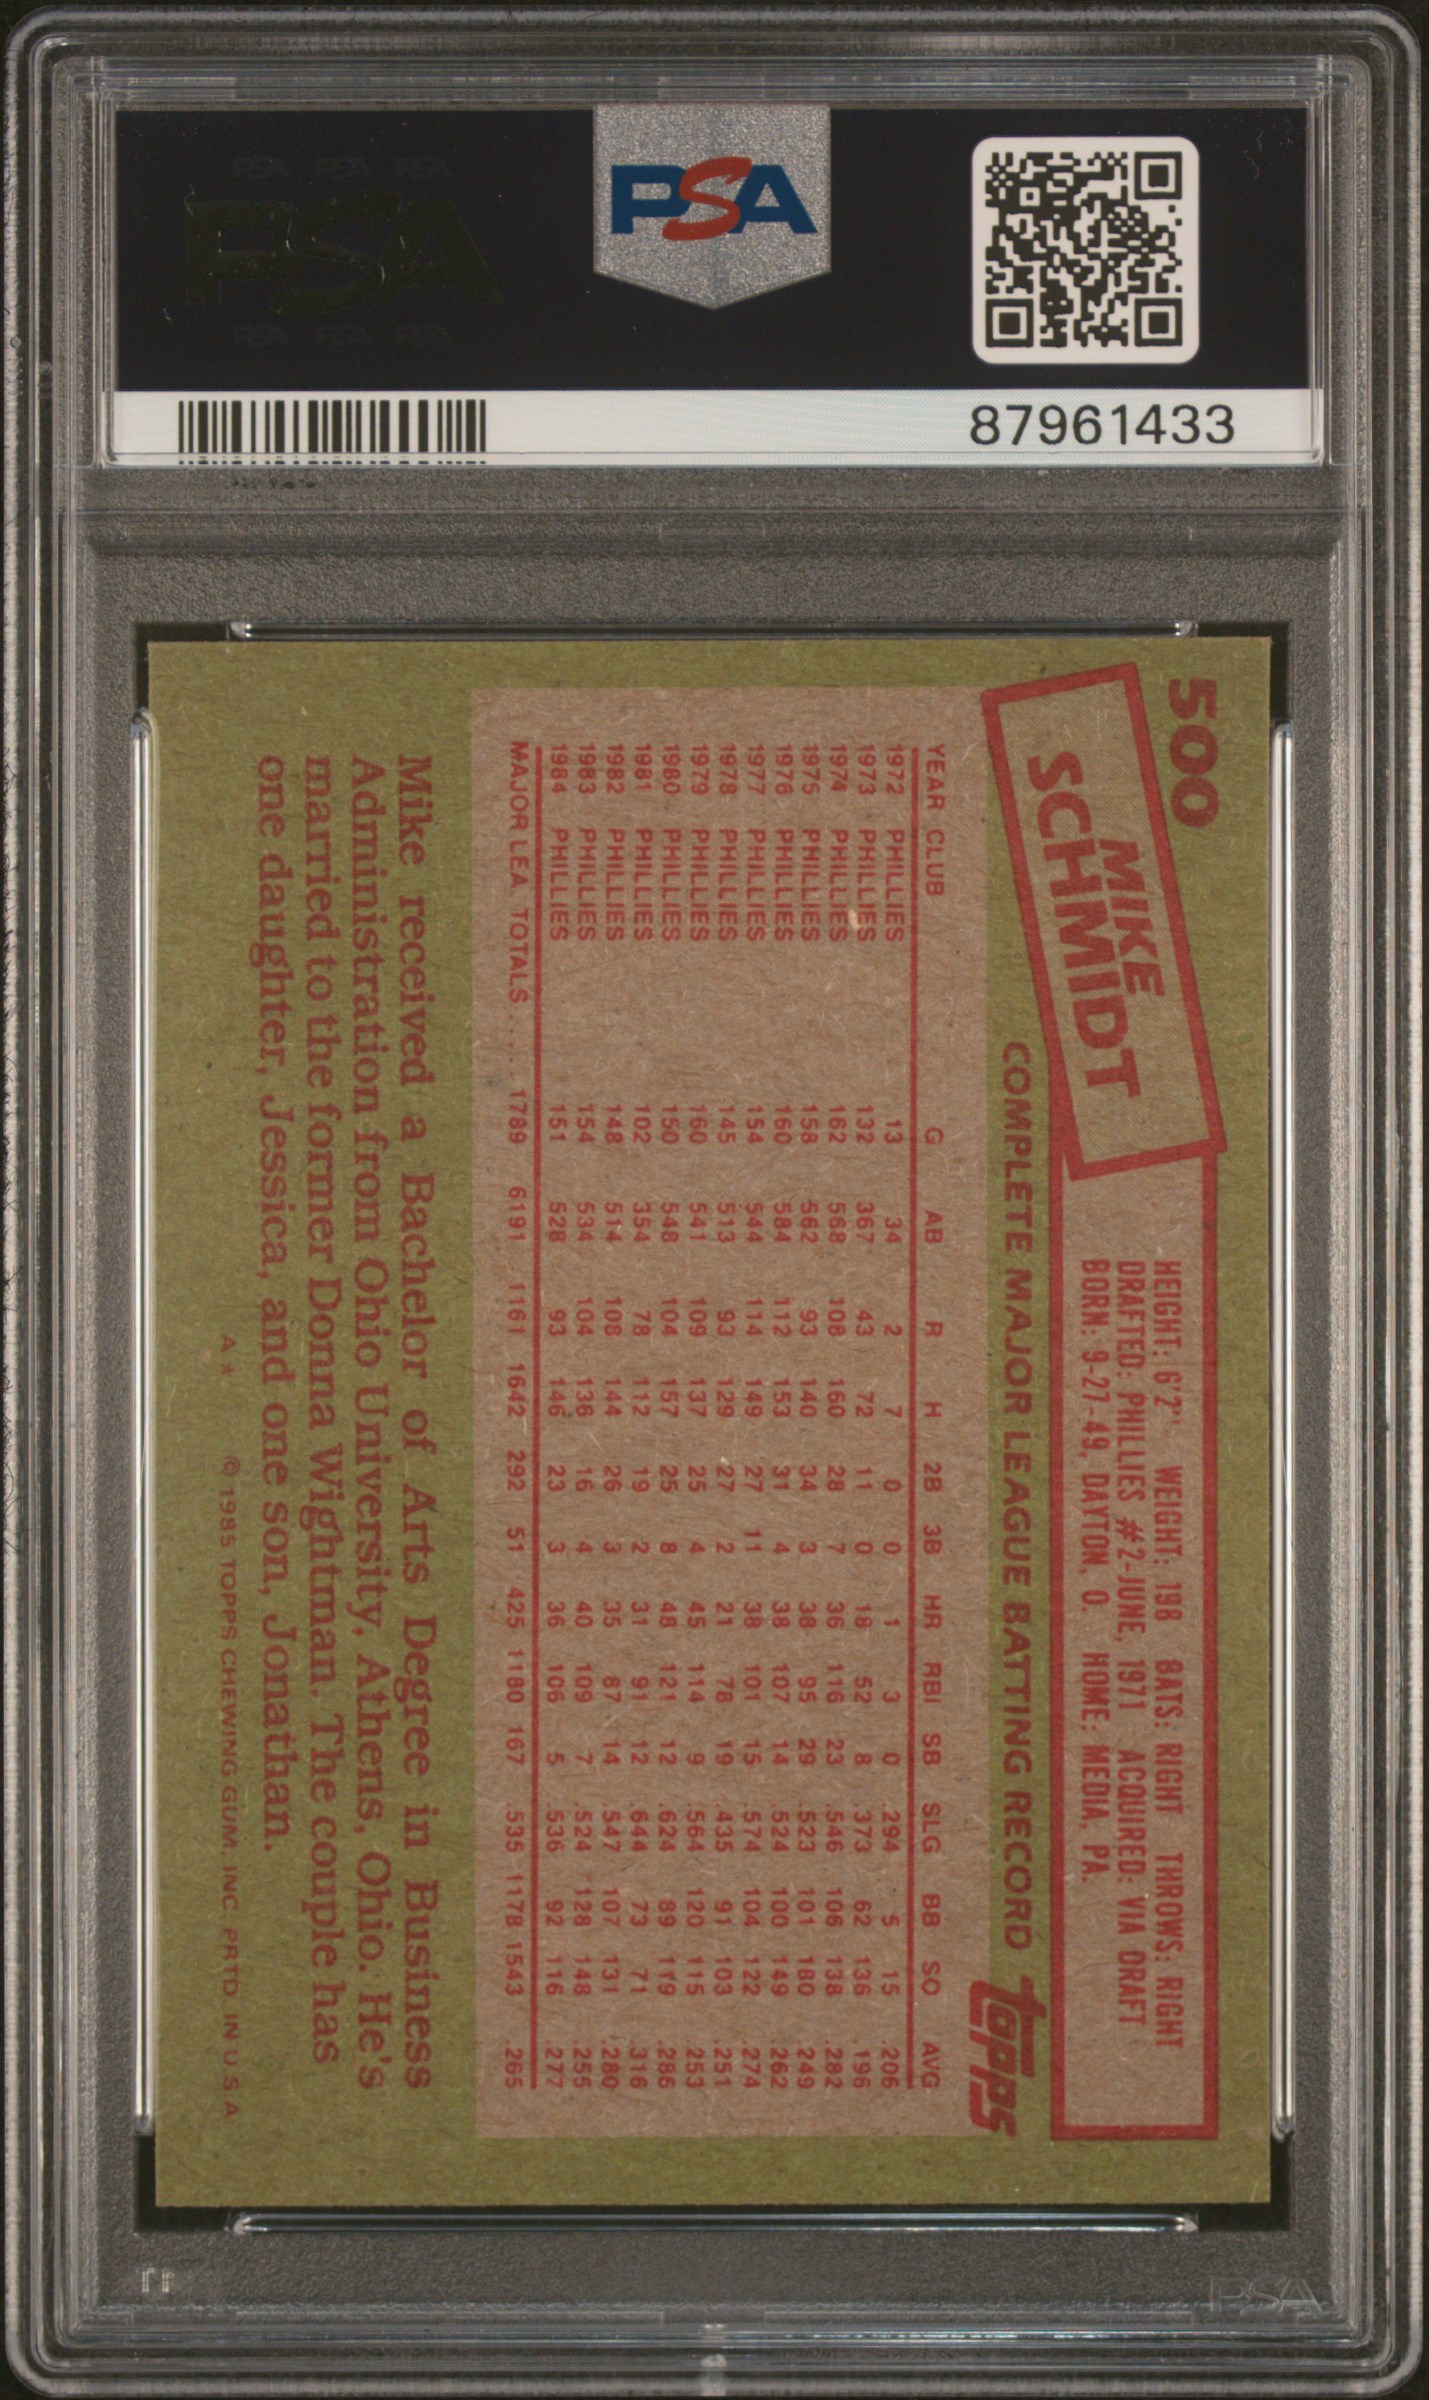 PSA PSA PSA
PSA
PSA PSA PSA
PSA
87961433
500
MIKE
SCHMIDT
HEIGHT: 6'2" WEIGHT: 198 BATS: RIGHT THROWS: RIGHT
DRAFTED: PHILLIES #2-JUNE, 1971 ACQUIRED: VIA DRAFT
BORN: 9-27-49, DAYTON, O. HOME: MEDIA, PA.
COMPLETE MAJOR LEAGUE BATTING RECORD topps
YEAR CLUB G AB R H 2B 3B HR RBI SB SLG BB SO AVG
1972 PHILLIES 13 34 2 7 0 0 1 3 0 .294 5 15 .206
1973 PHILLIES 132 367 43 72 11 0 18 52 8 .373 62 136 .196
1974 PHILLIES 162 568 108 160 28 7 36 116 23 .546 106 138 .282
1975 PHILLIES 158 562 93 140 34 3 38 95 29 .523 101 180 .249
1976 PHILLIES 160 584 112 153 31 4 38 107 14 .524 100 149 .262
1977 PHILLIES 154 544 114 149 27 11 38 101 15 .574 104 122 .274
1978 PHILLIES 145 513 93 129 27 2 21 78 19 .435 91 103 .251
1979 PHILLIES 160 541 109 137 25 4 45 114 9 .564 120 115 .253
1980 PHILLIES 150 548 104 157 25 8 48 121 12 .624 89 119 .286
1981 PHILLIES 102 354 78 112 19 2 31 91 12 .644 73 71 .316
1982 PHILLIES 148 514 108 144 26 3 35 87 14 .547 107 131 .280
1983 PHILLIES 154 534 104 136 16 4 40 109 7 .524 128 148 .255
1984 PHILLIES 151 528 93 146 23 3 36 106 5 .536 92 116 .277
MAJOR LEA. TOTALS.... 1789 6191 1161 1642 292 51 425 1180 167 .535 1178 1543 .265
Mike received a Bachelor of Arts Degree in Business
Administration from Ohio University, Athens, Ohio. He's
married to the former Donna Wightman. The couple has
one daughter, Jessica, and one son, Jonathan.
A★ © 1985 TOPPS CHEWING GUM, INC. PRTD. IN U.S.A.
PSA